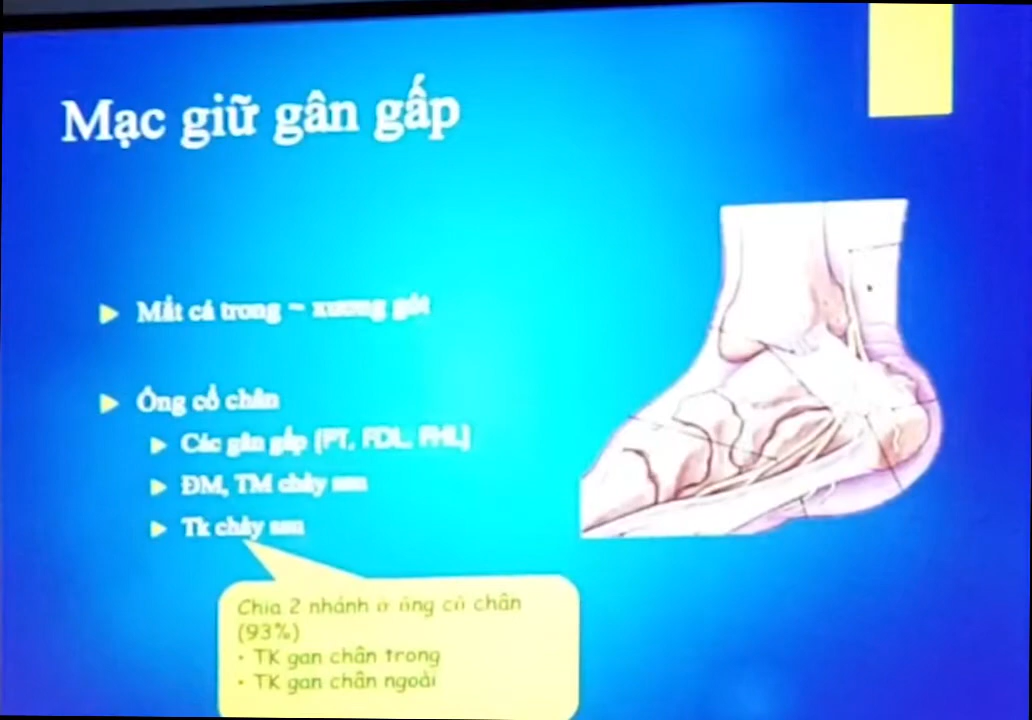 Mạc giữ gân gấp
Mắt cá trong ~ xương gót
Ống cổ chân
Các gân gấp (PT, FDL, FHL)
ĐM, TM chày sau
Tk chày sau
Chia 2 nhánh ở ống cổ chân
(93%)
• TK gan chân trong
• TK gan chân ngoài